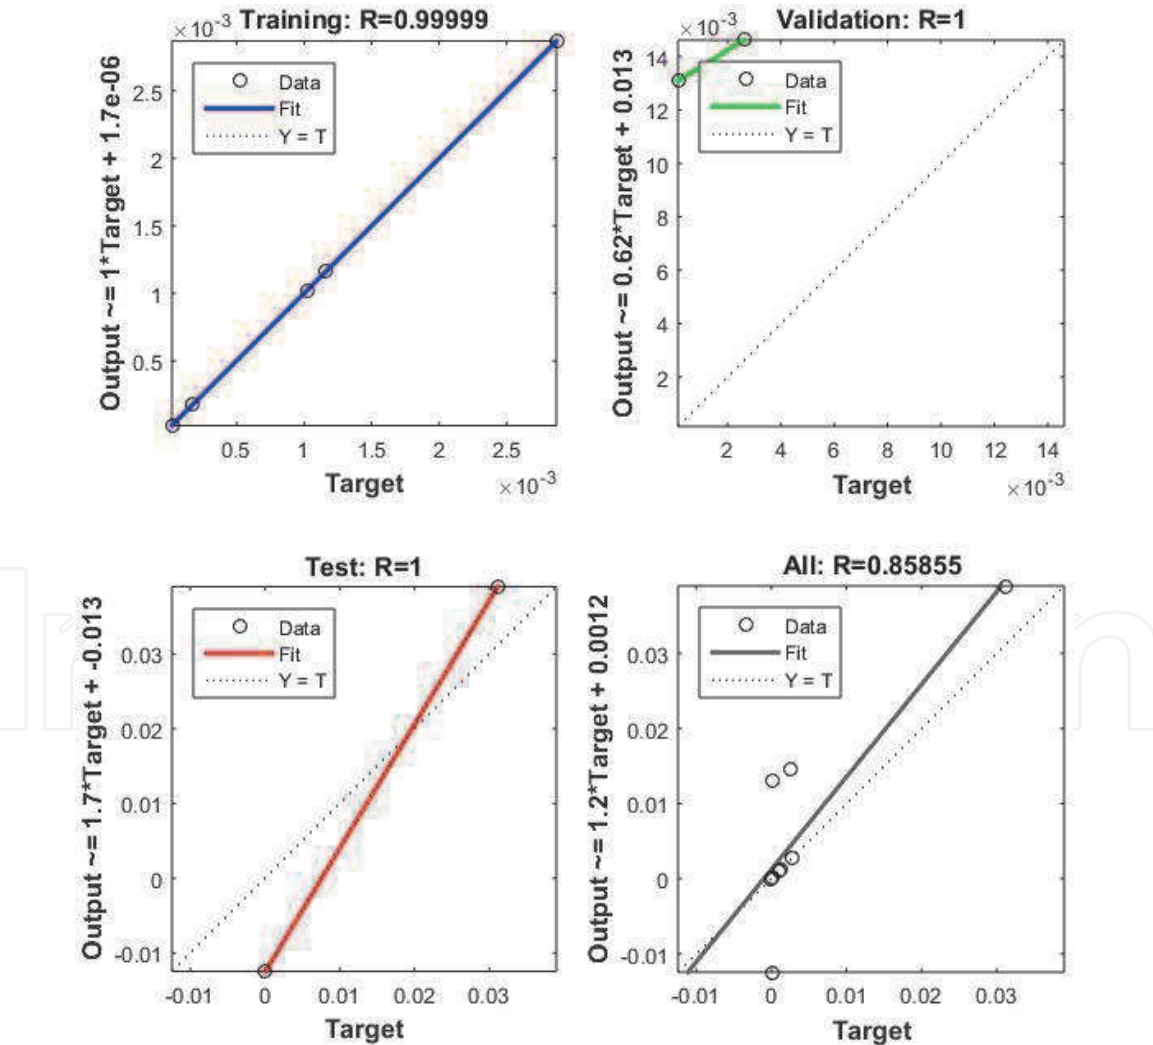 Training: R=0.99999
×10-3
Output ~= 1*Target + 1.7e-06
2.5
2
1.5
1
0.5
Data
Fit
Y = T
0.5 1 1.5 2 2.5
Target
×10-3
Validation: R=1
×10-3
Output ~= 0.62*Target + 0.013
14
12
10
8
6
4
2
Data
Fit
Y = T
2 4 6 8 10 12 14
Target
×10-3
Test: R=1
Output ~= 1.7*Target + -0.013
0.03
0.02
0.01
0
-0.01
Data
Fit
Y = T
-0.01 0 0.01 0.02 0.03
Target
All: R=0.85855
Output ~= 1.2*Target + 0.0012
0.03
0.02
0.01
0
-0.01
Data
Fit
Y = T
-0.01 0 0.01 0.02 0.03
Target